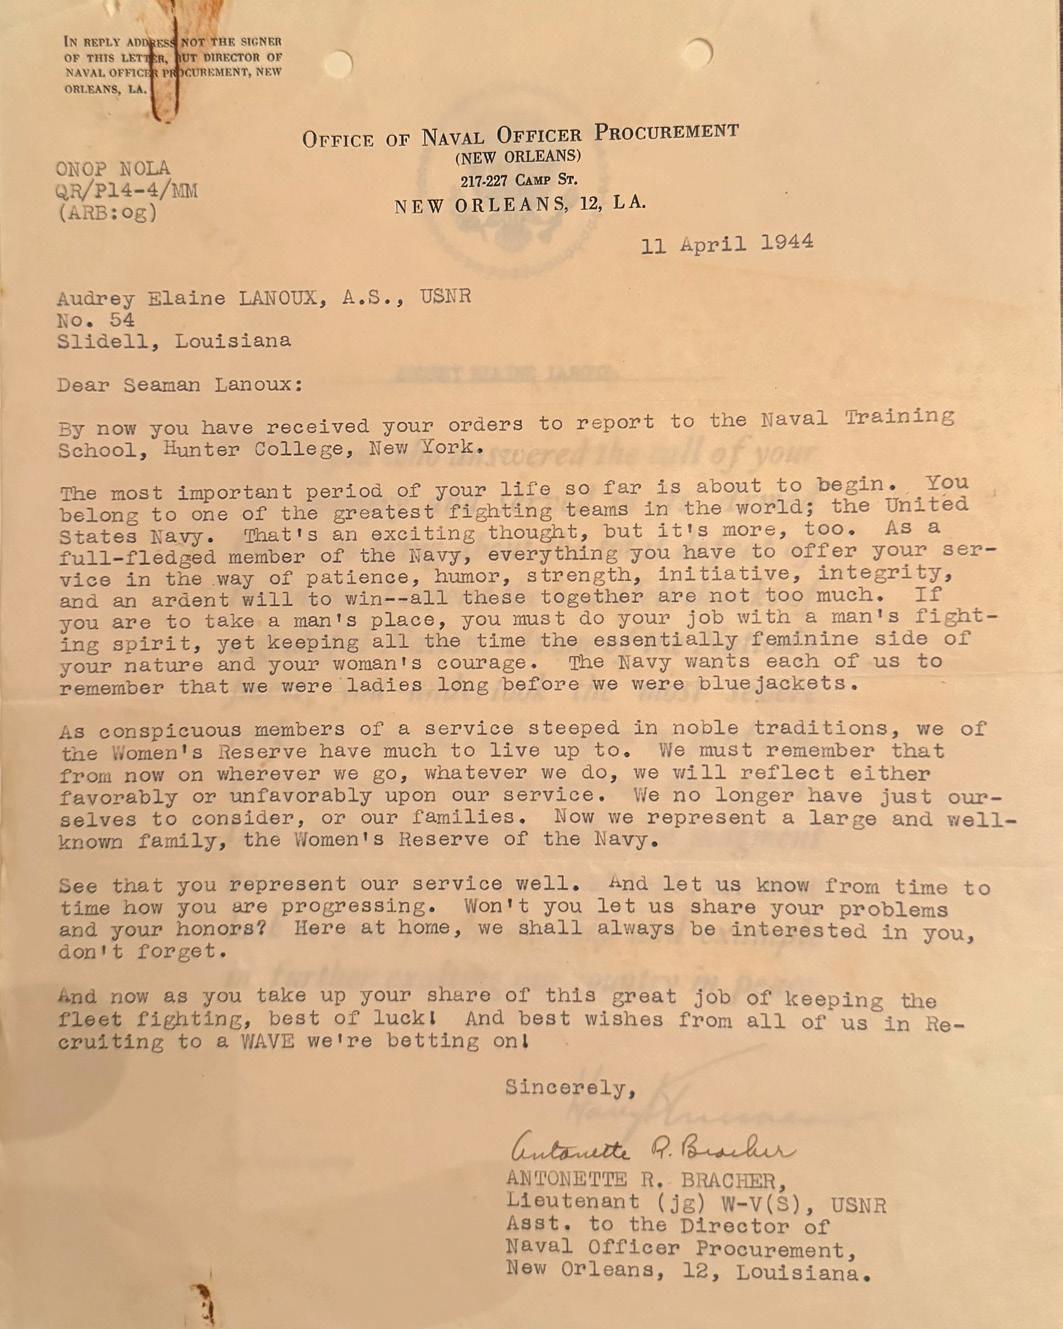 IN REPLY ADDRESS NOT THE SIGNER
OF THIS LETTER, BUT DIRECTOR OF
NAVAL OFFICER PROCUREMENT, NEW
ORLEANS, LA.
OFFICE OF NAVAL OFFICER PROCUREMENT
(NEW ORLEANS)
217-227 CAMP ST.
NEW ORLEANS, 12, LA.
ONOP NOLA
QR/P14-4/MM
(ARB:og)
11 April 1944
Audrey Elaine LANOUX, A.S., USNR
No. 54
Slidell, Louisiana
Dear Seaman Lanoux:
By now you have received your orders to report to the Naval Training
School, Hunter College, New York.
The most important period of your life so far is about to begin. You
belong to one of the greatest fighting teams in the world; the United
States Navy. That's an exciting thought, but it's more, too. As a
full-fledged member of the Navy, everything you have to offer your ser-
vice in the way of patience, humor, strength, initiative, integrity,
and an ardent will to win--all these together are not too much. If
you are to take a man's place, you must do your job with a man's fight-
ing spirit, yet keeping all the time the essentially feminine side of
your nature and your woman's courage. The Navy wants each of us to
remember that we were ladies long before we were bluejackets.
As conspicuous members of a service steeped in noble traditions, we of
the Women's Reserve have much to live up to. We must remember that
from now on wherever we go, whatever we do, we will reflect either
favorably or unfavorably upon our service. We no longer have just our-
selves to consider, or our families. Now we represent a large and well-
known family, the Women's Reserve of the Navy.
See that you represent our service well. And let us know from time to
time how you are progressing. Won't you let us share your problems
and your honors? Here at home, we shall always be interested in you,
don't forget.
And now as you take up your share of this great job of keeping the
fleet fighting, best of luck! And best wishes from all of us in Re-
cruiting to a WAVE we're betting on!
Sincerely,
Antonette R. Bracher
ANTONETTE R. BRACHER,
Lieutenant (jg) W-V(S), USNR
Asst. to the Director of
Naval Officer Procurement,
New Orleans, 12, Louisiana.